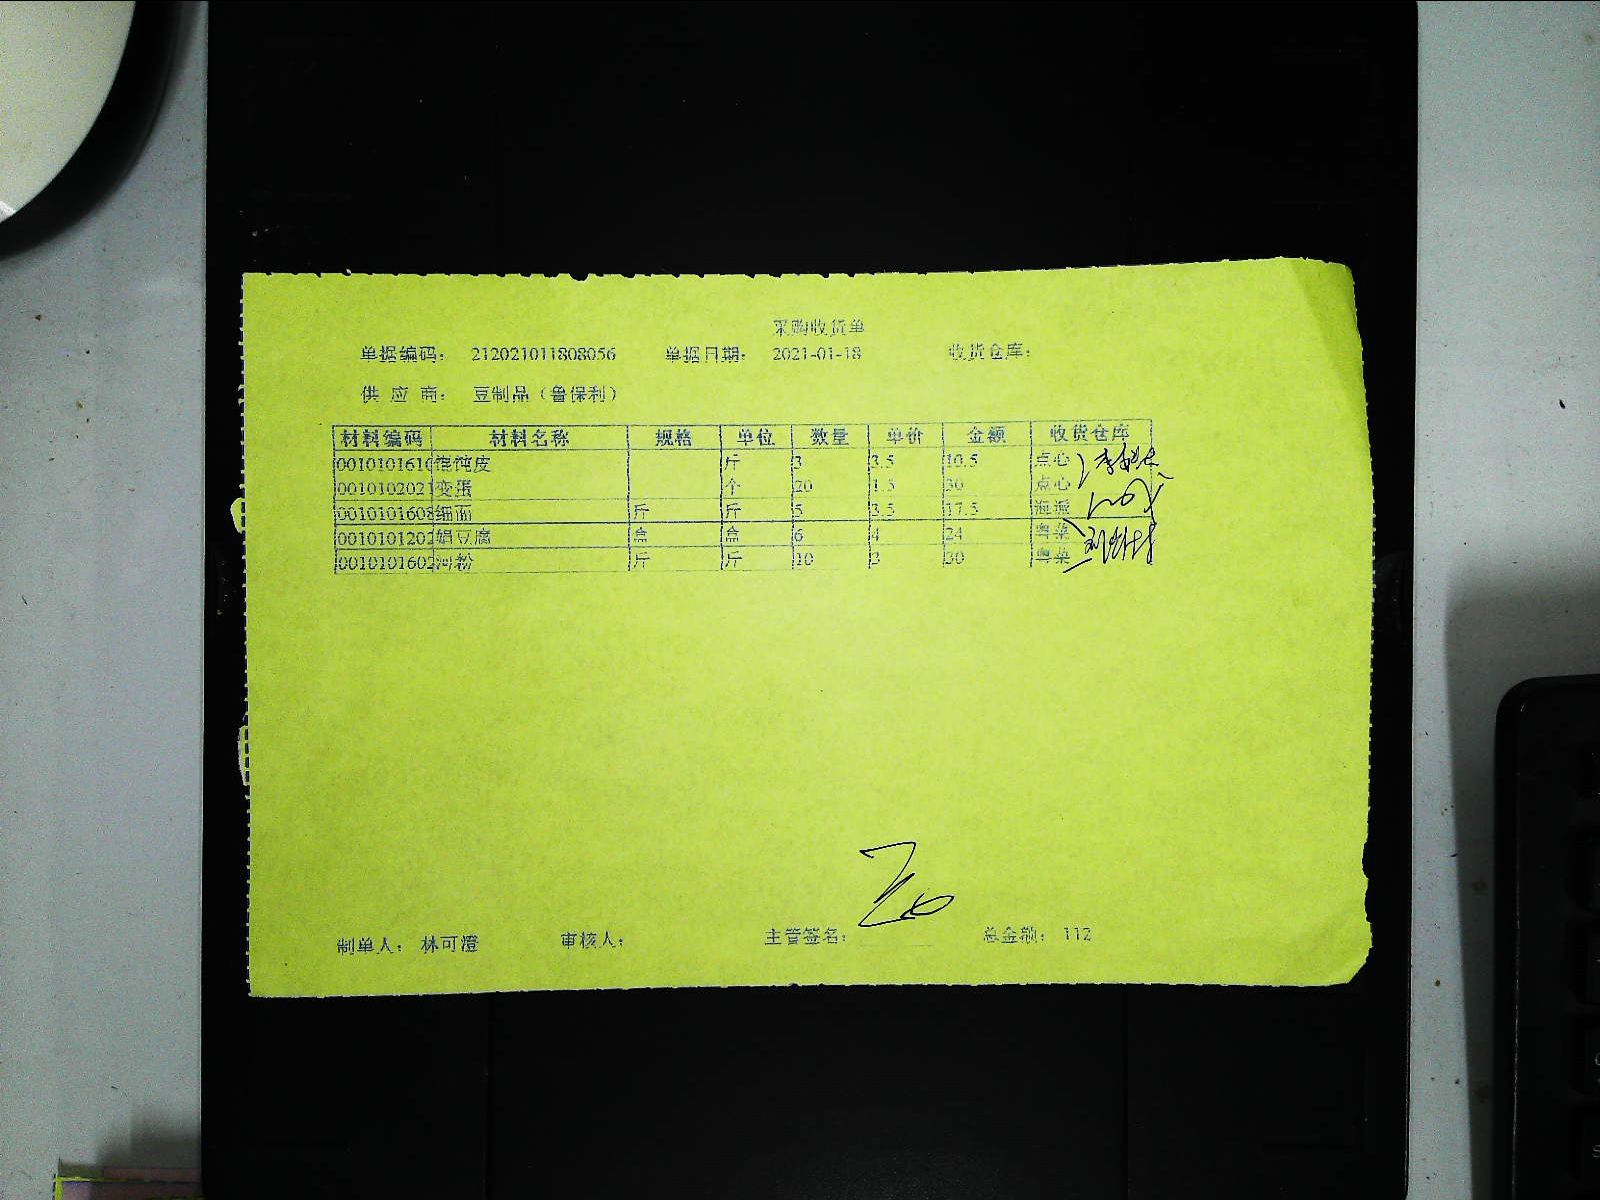 采购收货单
单据编码： 212021011808056 单据日期： 2021-01-18 收货仓库：
供 应 商： 豆制品（鲁保利）
材料编码 材料名称 规格 单位 数量 单价 金额 收货仓库
001010161 馄饨皮 斤 3 3.5 10.5 点心
0010102021 变蛋 个 20 1.5 30 点心
001010160 细面 斤 斤 5 3.5 17.5 海派
001010120 绢豆腐 盒 盒 6 4 24 粤菜
001010160 河粉 斤 斤 10 3 30 粤菜
制单人： 林可澄 审核人： 主管签名： 总金额： 112